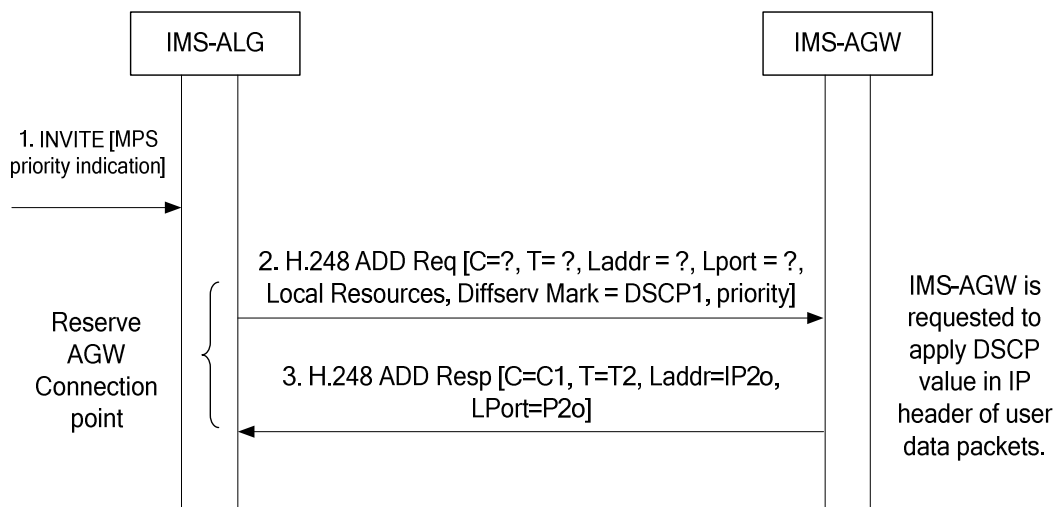 IMS-ALG
IMS-AGW
1. INVITE [MPS
priority indication]
2. H.248 ADD Req [C=?, T= ?, Laddr = ?, Lport = ?,
Local Resources, Diffserv Mark = DSCP1, priority]
Reserve
AGW
Connection
point
3. H.248 ADD Resp [C=C1, T=T2, Laddr=IP2o,
LPort=P2o]
IMS-AGW is
requested to
apply DSCP
value in IP
header of user
data packets.